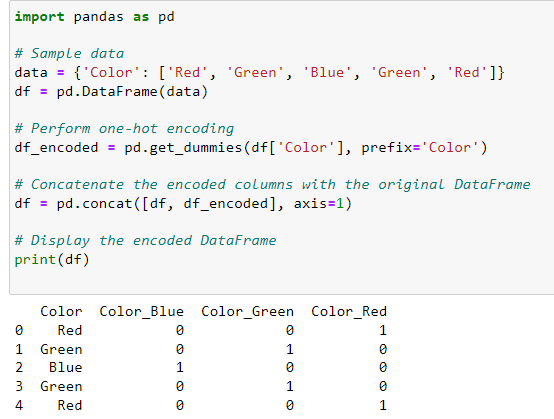 import pandas as pd
# Sample data
data = {'Color': ['Red', 'Green', 'Blue', 'Green', 'Red']}
df = pd.DataFrame(data)
# Perform one-hot encoding
df_encoded = pd.get_dummies(df['Color'], prefix='Color')
# Concatenate the encoded columns with the original DataFrame
df = pd.concat([df, df_encoded], axis=1)
# Display the encoded DataFrame
print(df)
Color Color_Blue Color_Green Color_Red
0 Red 0 0 1
1 Green 0 1 0
2 Blue 1 0 0
3 Green 0 1 0
4 Red 0 0 1